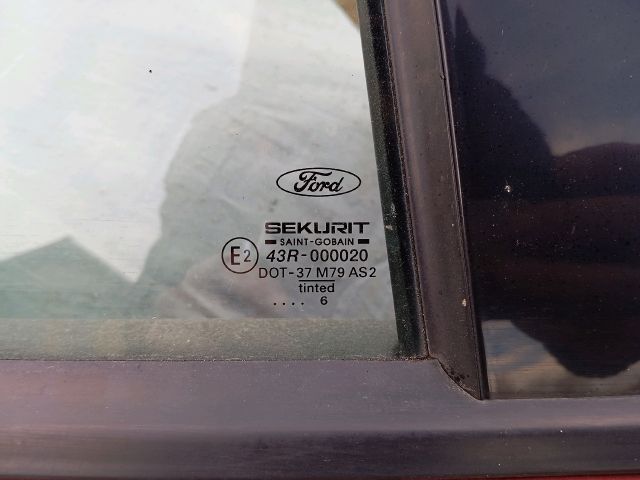 Ford
SEKURIT
SAINT-GOBAIN
E2 43R-000020
DOT-37 M79 AS2
tinted
.... 6